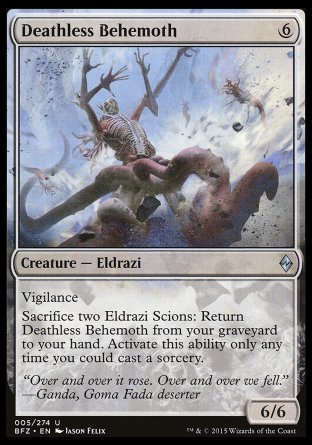 Deathless Behemoth 6
Creature — Eldrazi
Vigilance
Sacrifice two Eldrazi Scions: Return
Deathless Behemoth from your graveyard
to your hand. Activate this ability only any
time you could cast a sorcery.
“Over and over it rose. Over and over we fell.”
—Ganda, Goma Fada deserter
6/6
005/274 U
BFZ • EN Jason Felix
™ & © 2015 Wizards of the Coast